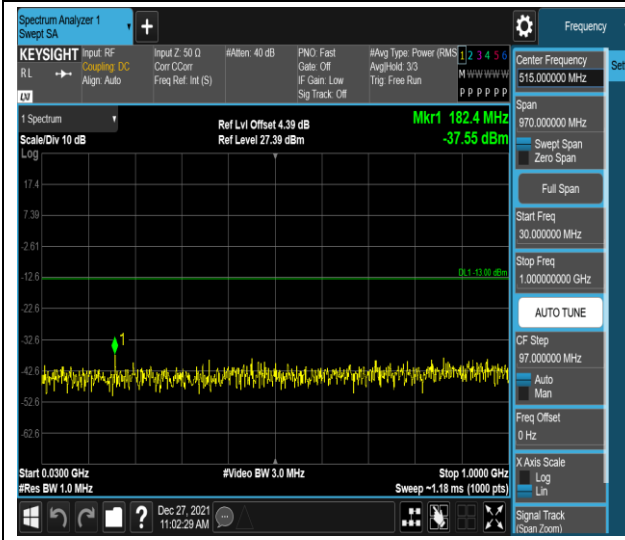 Spectrum Analyzer 1
Swept SA
Frequency
KEYSIGHT
RL
LXI
Input: RF
Coupling: DC
Align: Auto
Input Z: 50 Ω
Corr CCorr
Freq Ref: Int (S)
#Atten: 40 dB
PNO: Fast
Gate: Off
IF Gain: Low
Sig Track: Off
#Avg Type: Power (RMS
Avg|Hold: 3/3
Trig: Free Run
1 2 3 4 5 6
M W W W W W
P P P P P P
1 Spectrum
Scale/Div 10 dB
Log
Ref Lvl Offset 4.39 dB
Ref Level 27.39 dBm
Mkr1 182.4 MHz
-37.55 dBm
17.4
7.39
-2.61
-12.6
-22.6
-32.6
-42.6
-52.6
-62.6
DL1 -13.00 dBm
1
Start 0.0300 GHz
#Res BW 1.0 MHz
#Video BW 3.0 MHz
Stop 1.0000 GHz
Sweep ~1.18 ms (1000 pts)
Dec 27, 2021
11:02:29 AM
?
Center Frequency
515.000000 MHz
Set
Span
970.000000 MHz
Swept Span
Zero Span
Full Span
Start Freq
30.000000 MHz
Stop Freq
1.000000000 GHz
AUTO TUNE
CF Step
97.000000 MHz
Auto
Man
Freq Offset
0 Hz
X Axis Scale
Log
Lin
Signal Track
(Span Zoom)